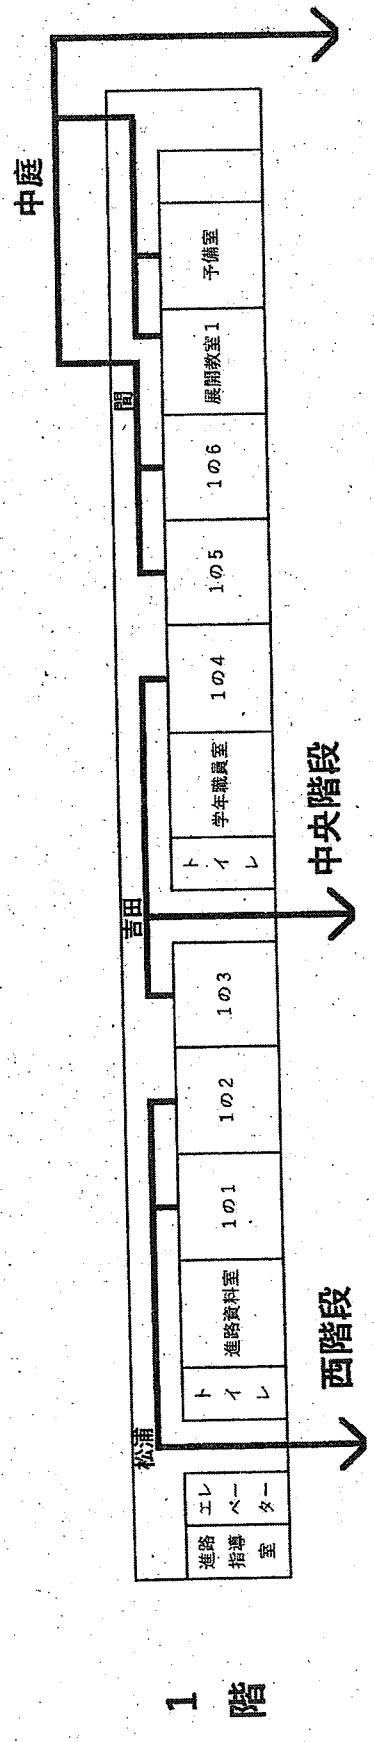 1階
松浦
吉田
間
中庭
進路
指導
室
エレ
ベー
ター
トイレ
進路資料室
1の1
1の2
1の3
トイレ
学年職員室
1の4
1の5
1の6
展開教室1
予備室
西階段
中央階段